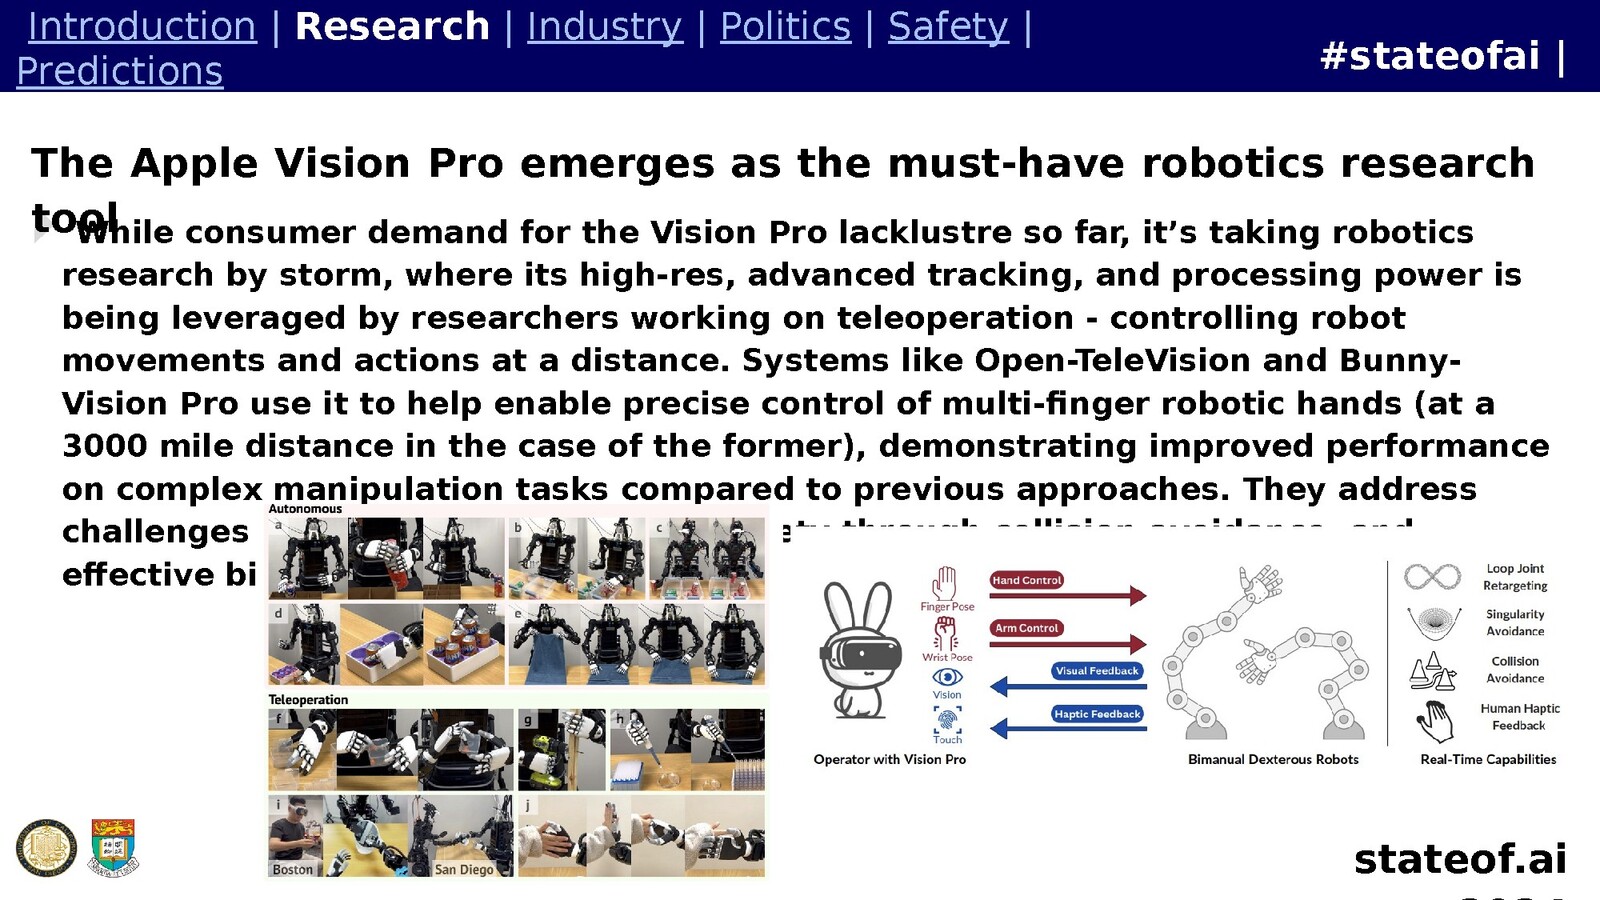 Introduction | Research | Industry | Politics | Safety |
Predictions
#stateofai |
The Apple Vision Pro emerges as the must-have robotics research
tool
While consumer demand for the Vision Pro lacklustre so far, it’s taking robotics
research by storm, where its high-res, advanced tracking, and processing power is
being leveraged by researchers working on teleoperation - controlling robot
movements and actions at a distance. Systems like Open-TeleVision and Bunny-
Vision Pro use it to help enable precise control of multi-finger robotic hands (at a
3000 mile distance in the case of the former), demonstrating improved performance
on complex manipulation tasks compared to previous approaches. They address
challenges through collision avoidance, and
effective bi
Autonomous
a
b
c
d
e
Teleoperation
f
g
h
i
j
Boston
San Diego
Finger Pose
Wrist Pose
Vision
Touch
Hand Control
Arm Control
Visual Feedback
Haptic Feedback
Operator with Vision Pro
Bimanual Dexterous Robots
Loop Joint
Retargeting
Singularity
Avoidance
Collision
Avoidance
Human Haptic
Feedback
Real-Time Capabilities
stateof.ai